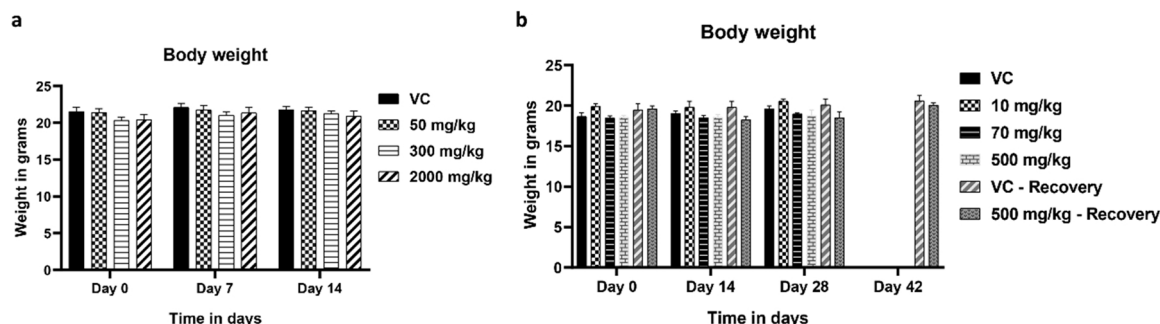 a
Body weight
Weight in grams
25
20
15
10
5
0
Day 0 Day 7 Day 14
Time in days
VC
50 mg/kg
300 mg/kg
2000 mg/kg
b
Body weight
Weight in grams
25
20
15
10
5
0
Day 0 Day 14 Day 28 Day 42
Time in days
VC
10 mg/kg
70 mg/kg
500 mg/kg
VC - Recovery
500 mg/kg - Recovery